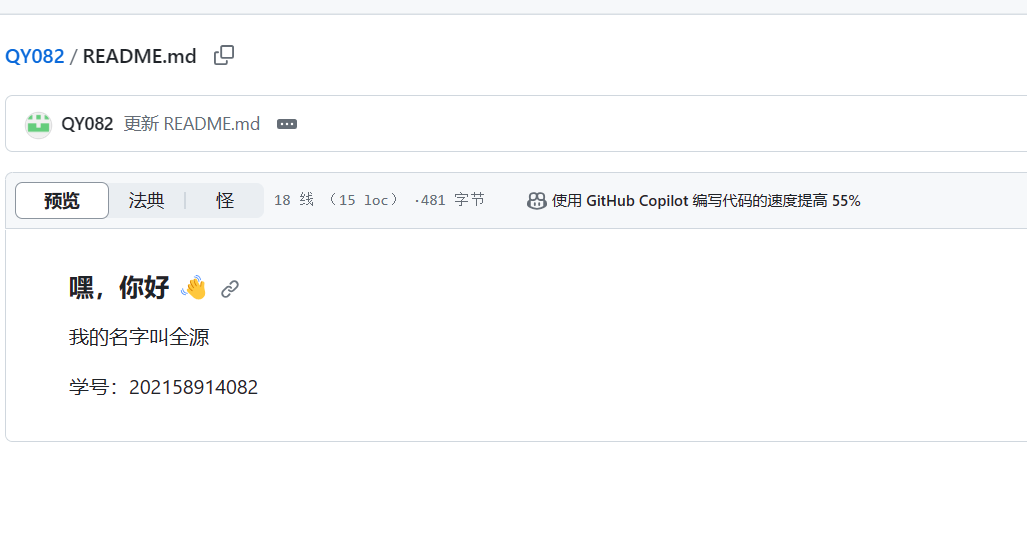 QY082 / README.md
QY082 更新 README.md
预览 法典 怪 18 线 （15 loc） ·481 字节 使用 GitHub Copilot 编写代码的速度提高 55%
嘿，你好 👋
我的名字叫全源
学号：202158914082